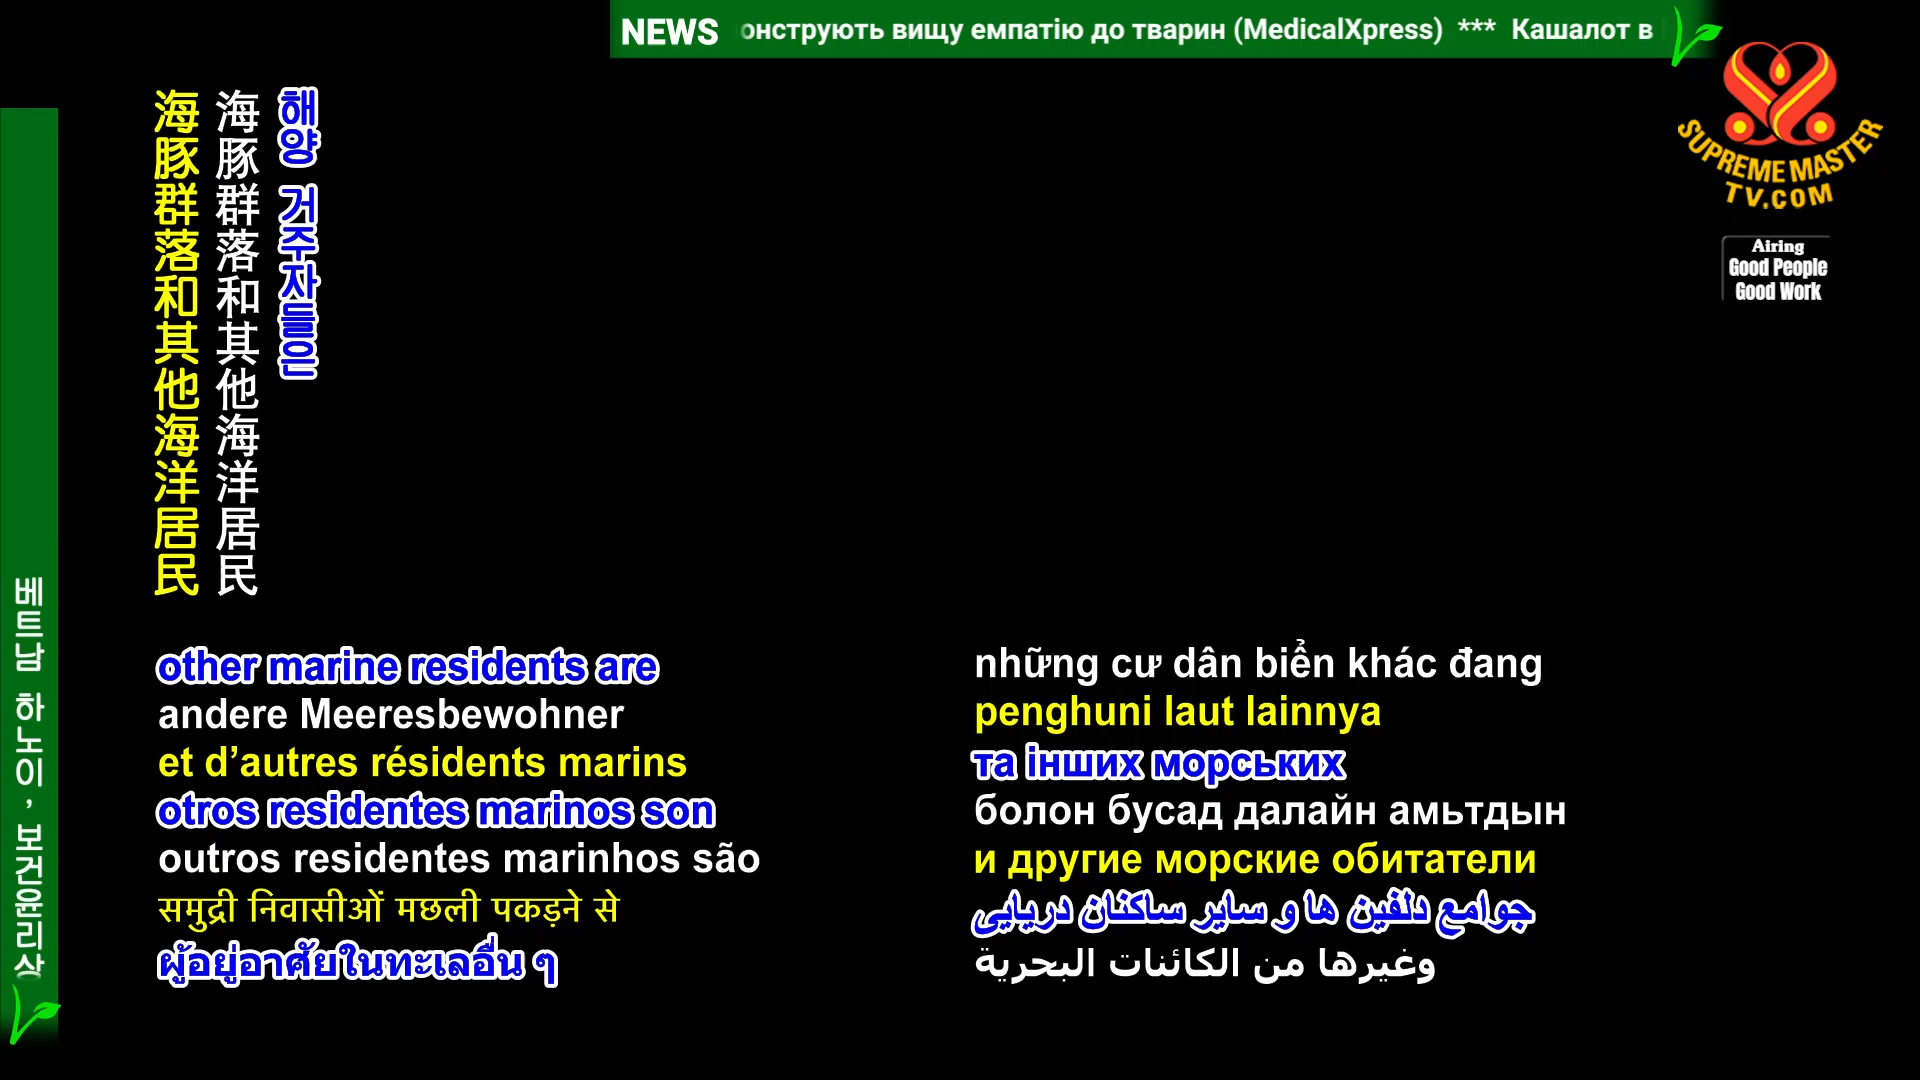 NEWS онструють вищу емпатію до тварин (MedicalXpress) *** Кашалот в
SUPREME MASTER
TV.COM
Airing
Good People
Good Work
해양 거주자들은
海豚群落和其他海洋居民
海豚群落和其他海洋居民
other marine residents are
andere Meeresbewohner
et d’autres résidents marins
otros residentes marinos son
outros residentes marinhos são
समुद्री निवासीओं मछली पकड़ने से
ผู้อยู่อาศัยในทะเลอื่น ๆ
những cư dân biển khác đang
penghuni laut lainnya
та інших морських
болон бусад далайн амьтдын
и другие морские обитатели
جوامع دلفین ها و سایر ساکنان دریایی
وغيرها من الكائنات البحرية
베트남 하노이,